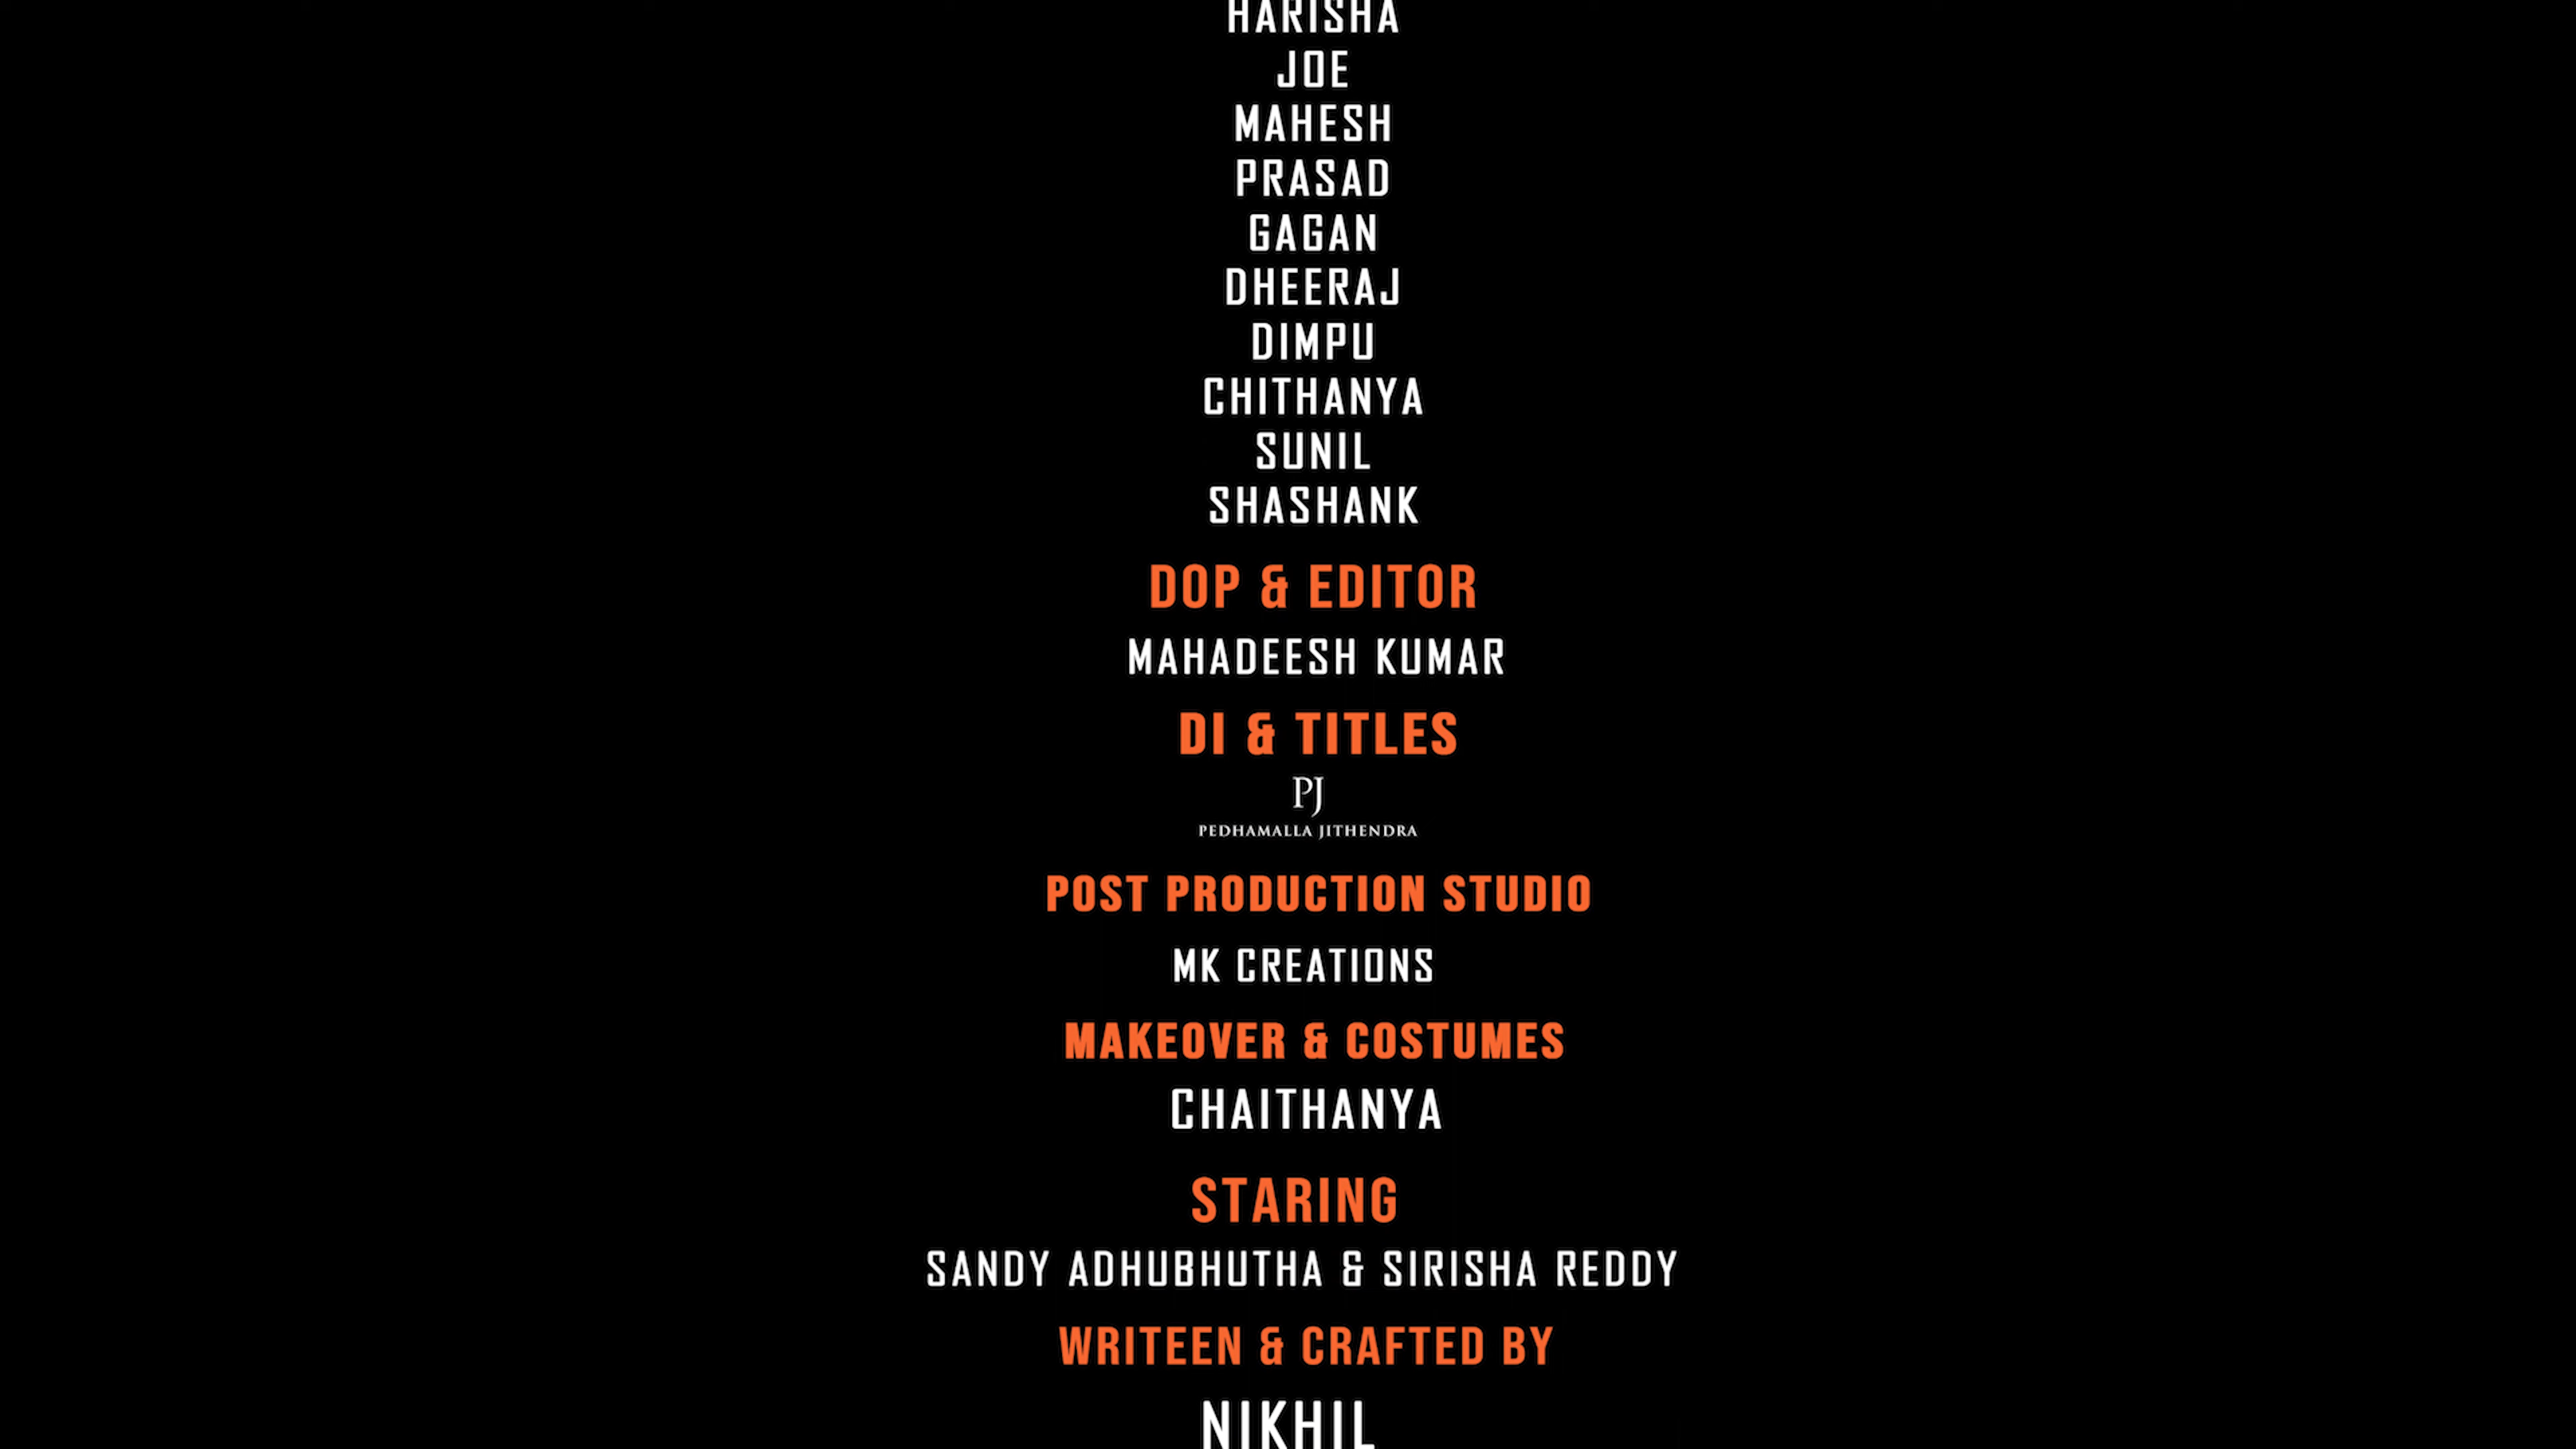 HARISHA
JOE
MAHESH
PRASAD
GAGAN
DHEERAJ
DIMPU
CHITHANYA
SUNIL
SHASHANK
DOP & EDITOR
MAHADEESH KUMAR
DI & TITLES
PJ
PEDHAMALLA JITHENDRA
POST PRODUCTION STUDIO
MK CREATIONS
MAKEOVER & COSTUMES
CHAITHANYA
STARING
SANDY ADHUBHUTHA & SIRISHA REDDY
WRITEEN & CRAFTED BY
NIKHIL